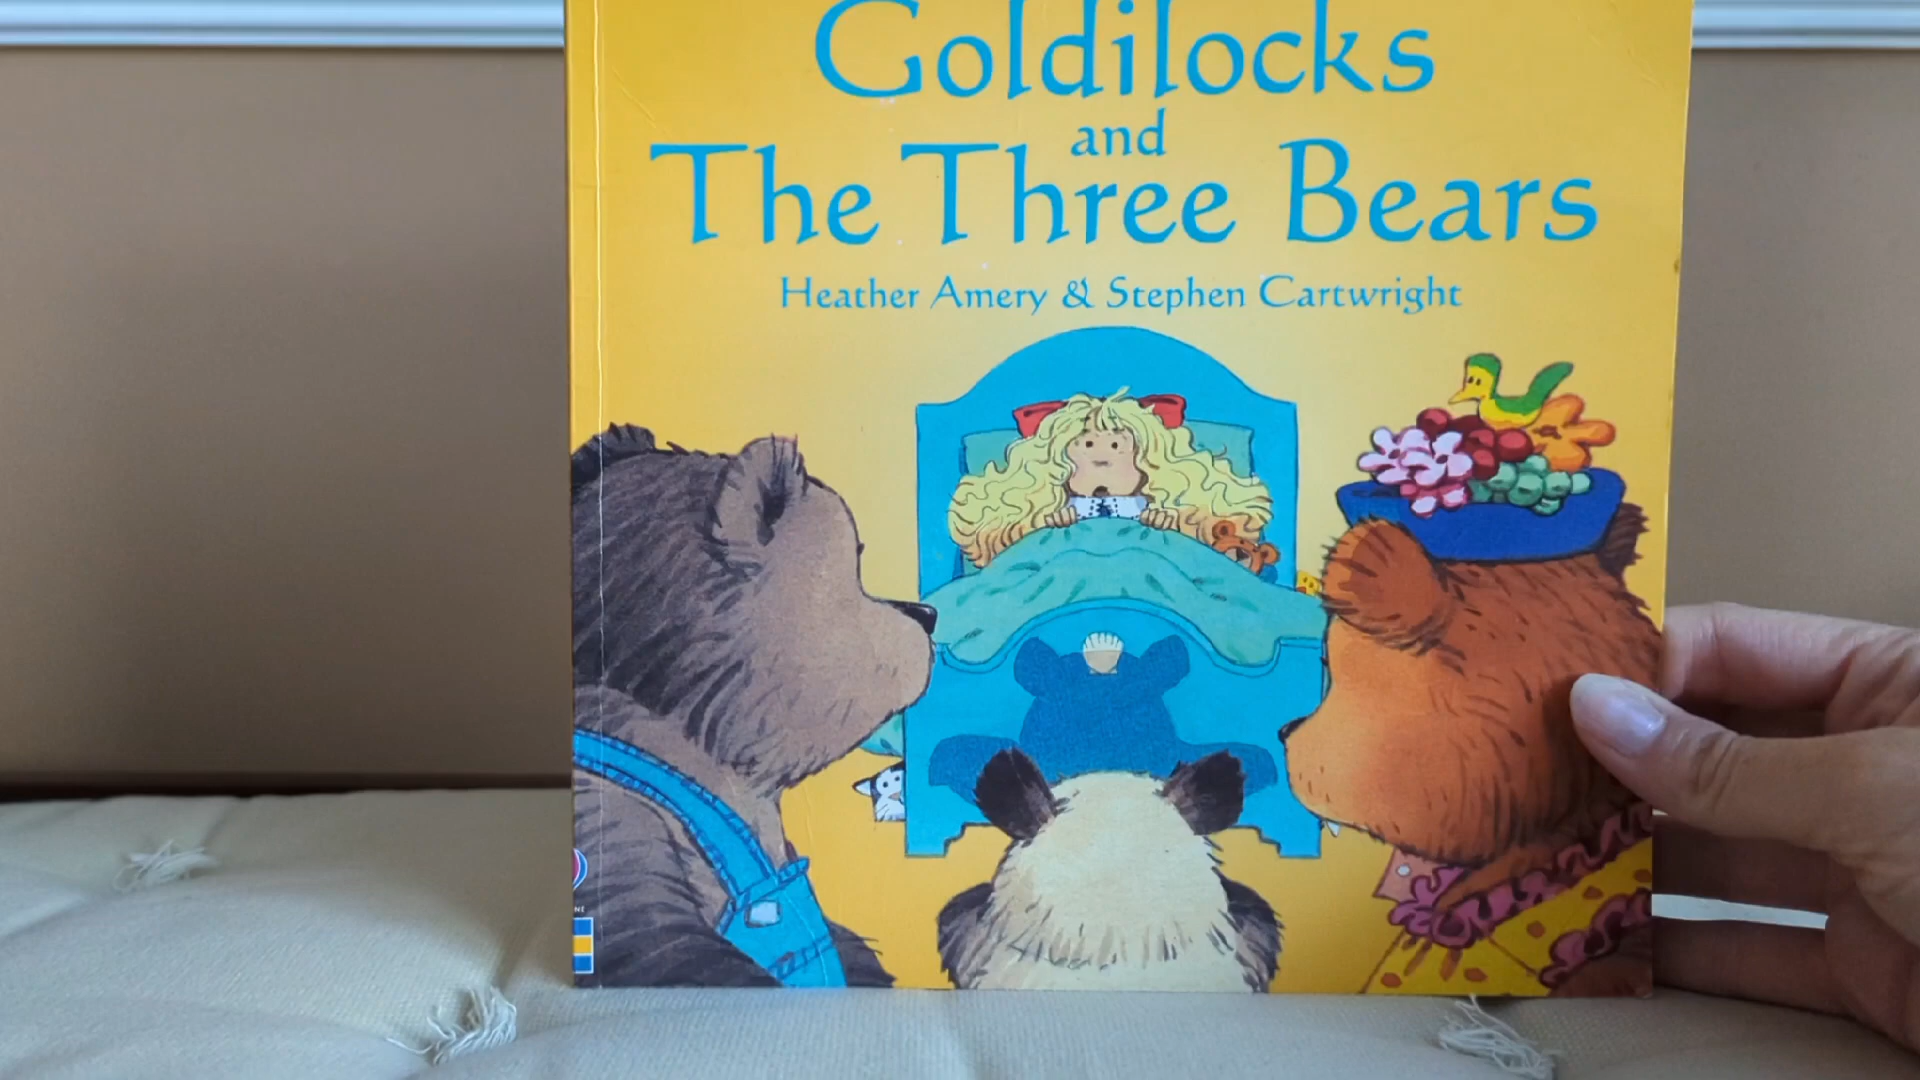 Goldilocks
and
The Three Bears
Heather Amery & Stephen Cartwright